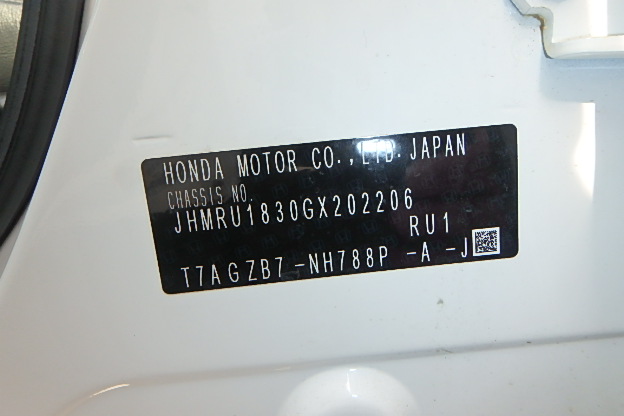 HONDA MOTOR CO., LTD. JAPAN
CHASSIS NO.
JHMRU1830GX202206
RU1
T7AGZB7-NH788P -A -J